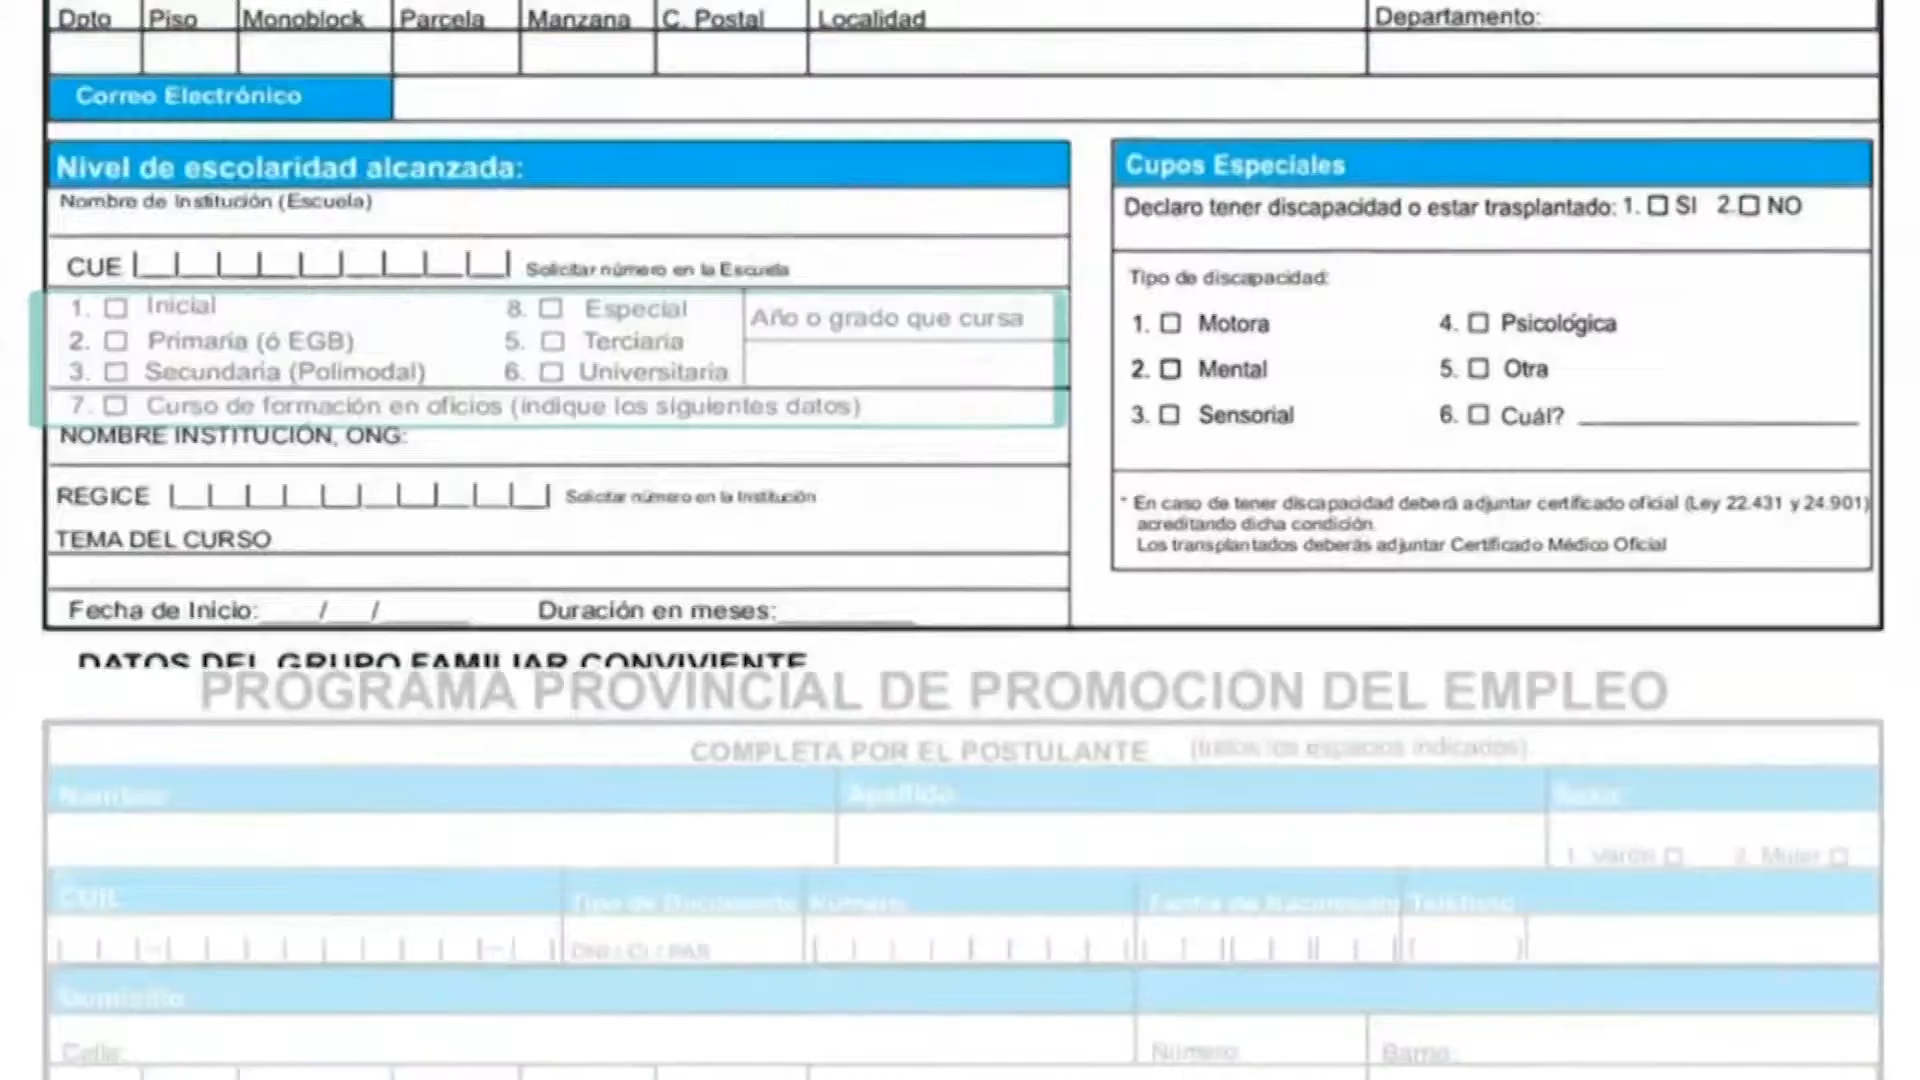 Dpto Piso Monoblock Parcela Manzana C. Postal Localidad Departamento:
Correo Electrónico
Nivel de escolaridad alcanzada:
Nombre de Institución (Escuela)
CUE Solicitar número en la Escuela
1. Inicial 8. Especial Año o grado que cursa
2. Primaria (ó EGB) 5. Terciaria
3. Secundaria (Polimodal) 6. Universitaria
7. Curso de formación en oficios (indique los siguientes datos)
NOMBRE INSTITUCIÓN, ONG:
REGICE Solicitar número en la Institución
TEMA DEL CURSO
Fecha de Inicio: ____/___/_______ Duración en meses:__________
Cupos Especiales
Declaro tener discapacidad o estar trasplantado: 1. SI 2. NO
Tipo de discapacidad:
1. Motora 4. Psicológica
2. Mental 5. Otra
3. Sensorial 6. Cuál? ____________________
* En caso de tener discapacidad deberá adjuntar certificado oficial (Ley 22.431 y 24.901)
acreditando dicha condición.
Los transplantados deberás adjuntar Certificado Médico Oficial
DATOS DEL GRUPO FAMILIAR CONVIVIENTE
PROGRAMA PROVINCIAL DE PROMOCIÓN DEL EMPLEO
COMPLETA POR EL POSTULANTE (todos los espacios indicados)
Nombre: Apellido: Sexo:
1. Varón 2. Mujer
CUIL Tipo de Documento Número Fecha de Nacimiento Teléfono
DNI / CI / PAS
Domicilio
Calle: Número: Barrio: